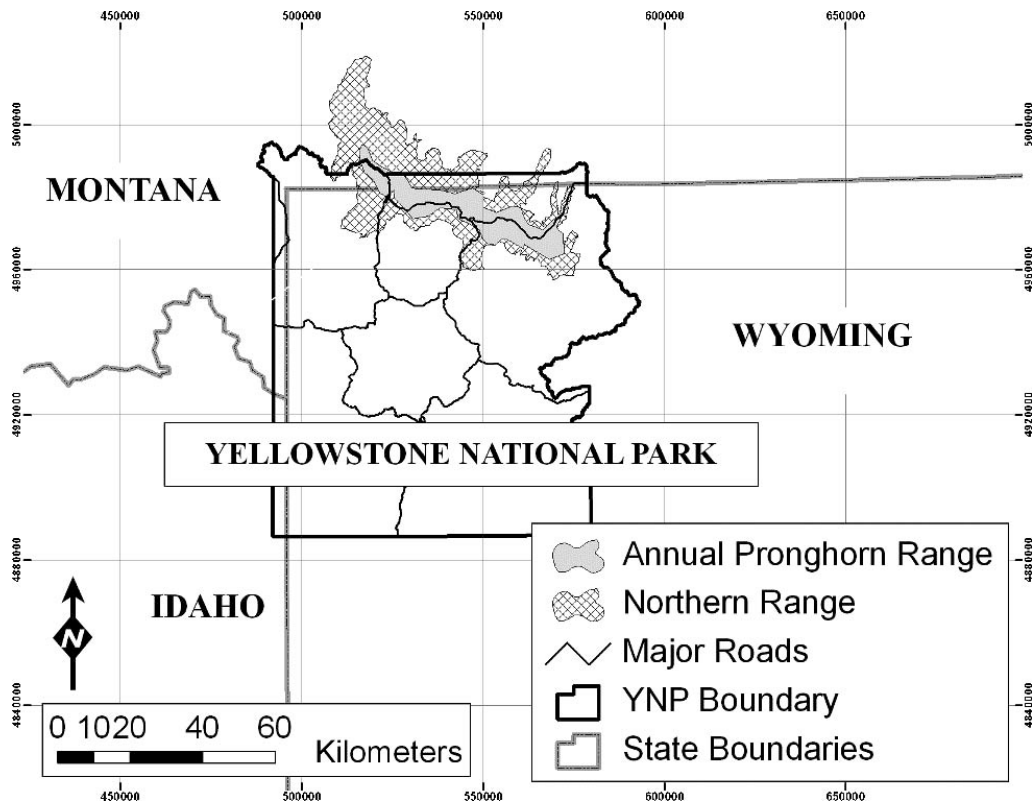 450000 500000 550000 600000 650000
5000000 5000000
MONTANA
4960000 4960000
WYOMING
4920000 4920000
YELLOWSTONE NATIONAL PARK
Annual Pronghorn Range
4880000 4880000
Northern Range
IDAHO
N
Major Roads
YNP Boundary
4840000 4840000
0 10 20 40 60
Kilometers
State Boundaries
450000 500000 550000 600000 650000